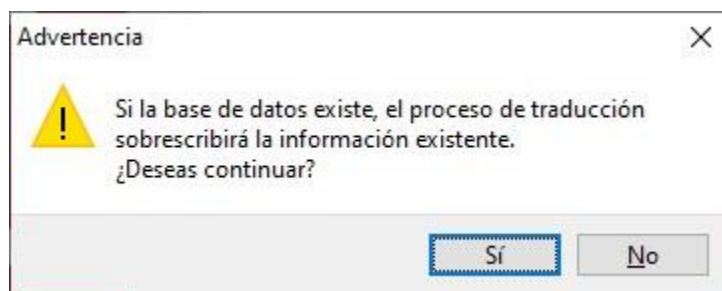 Advertencia
Si la base de datos existe, el proceso de traducción
sobrescribirá la información existente.
¿Deseas continuar?
Sí
No